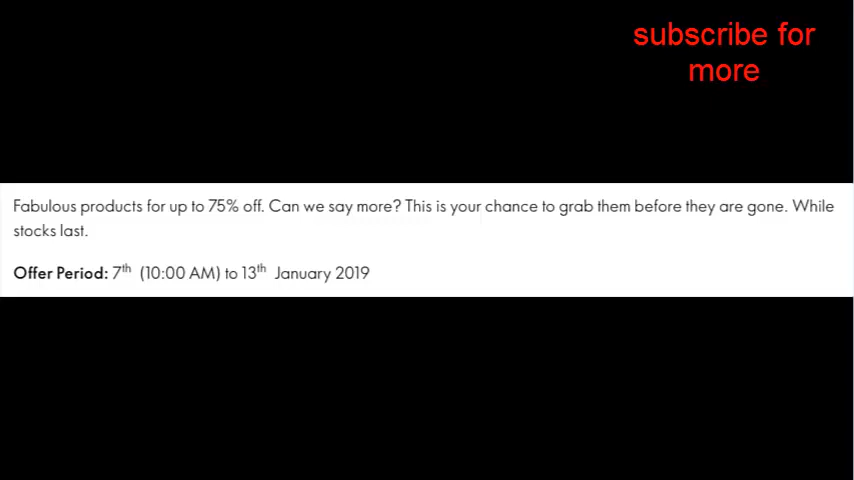 subscribe for
more
Fabulous products for up to 75% off. Can we say more? This is your chance to grab them before they are gone. While
stocks last.
Offer Period: 7th (10:00 AM) to 13th January 2019